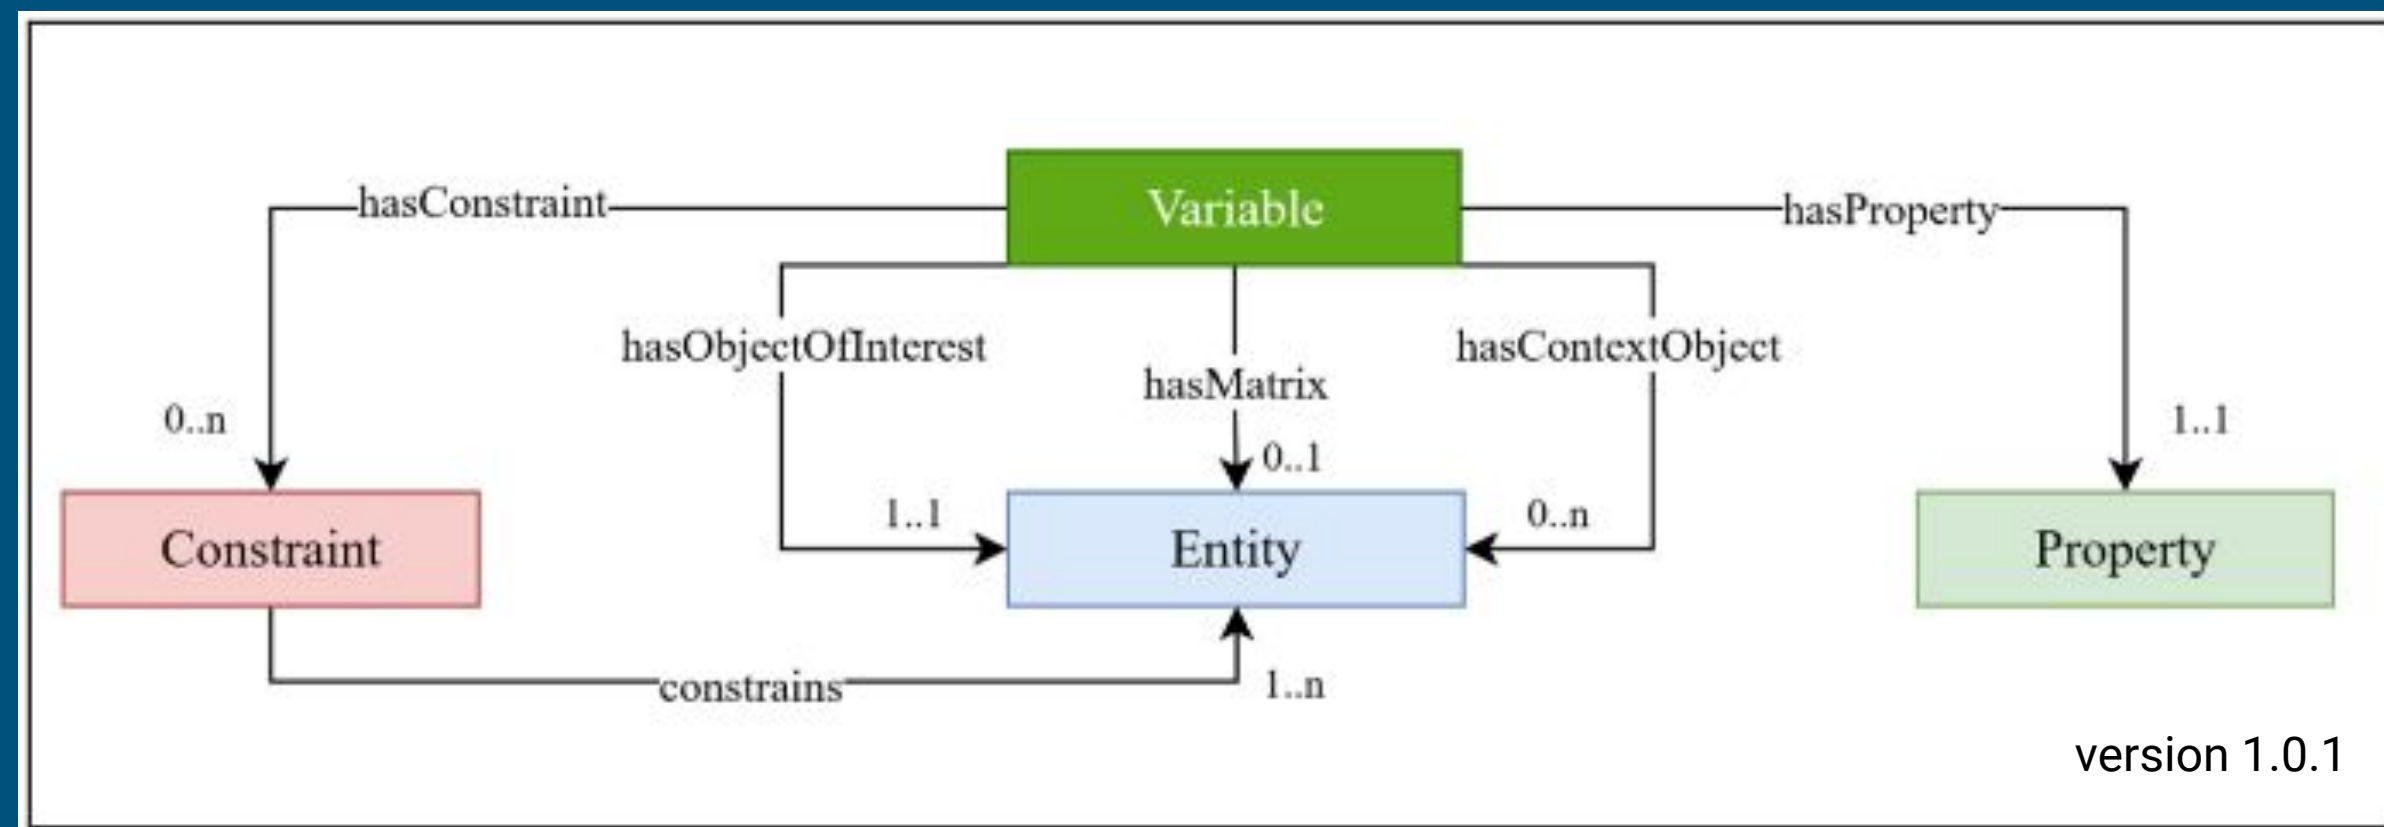 Variable
hasConstraint
hasProperty
hasObjectOfInterest
hasContextObject
hasMatrix
0..n
1..1
0..1
1..1
0..n
Constraint
Entity
Property
constrains
1..n
version 1.0.1